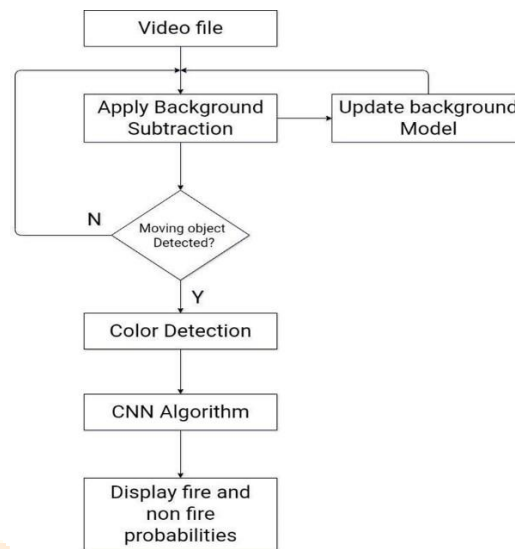 Video file
Apply Background
Subtraction
Update background
Model
N
Moving object
Detected?
Y
Color Detection
CNN Algorithm
Display fire and
non fire
probabilities